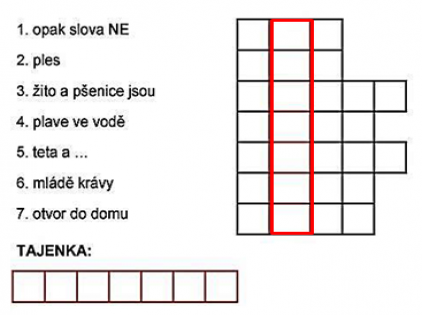 1. opak slova NE
2. ples
3. žito a pšenice jsou
4. plave ve vodě
5. teta a ...
6. mládě krávy
7. otvor do domu
TAJENKA: